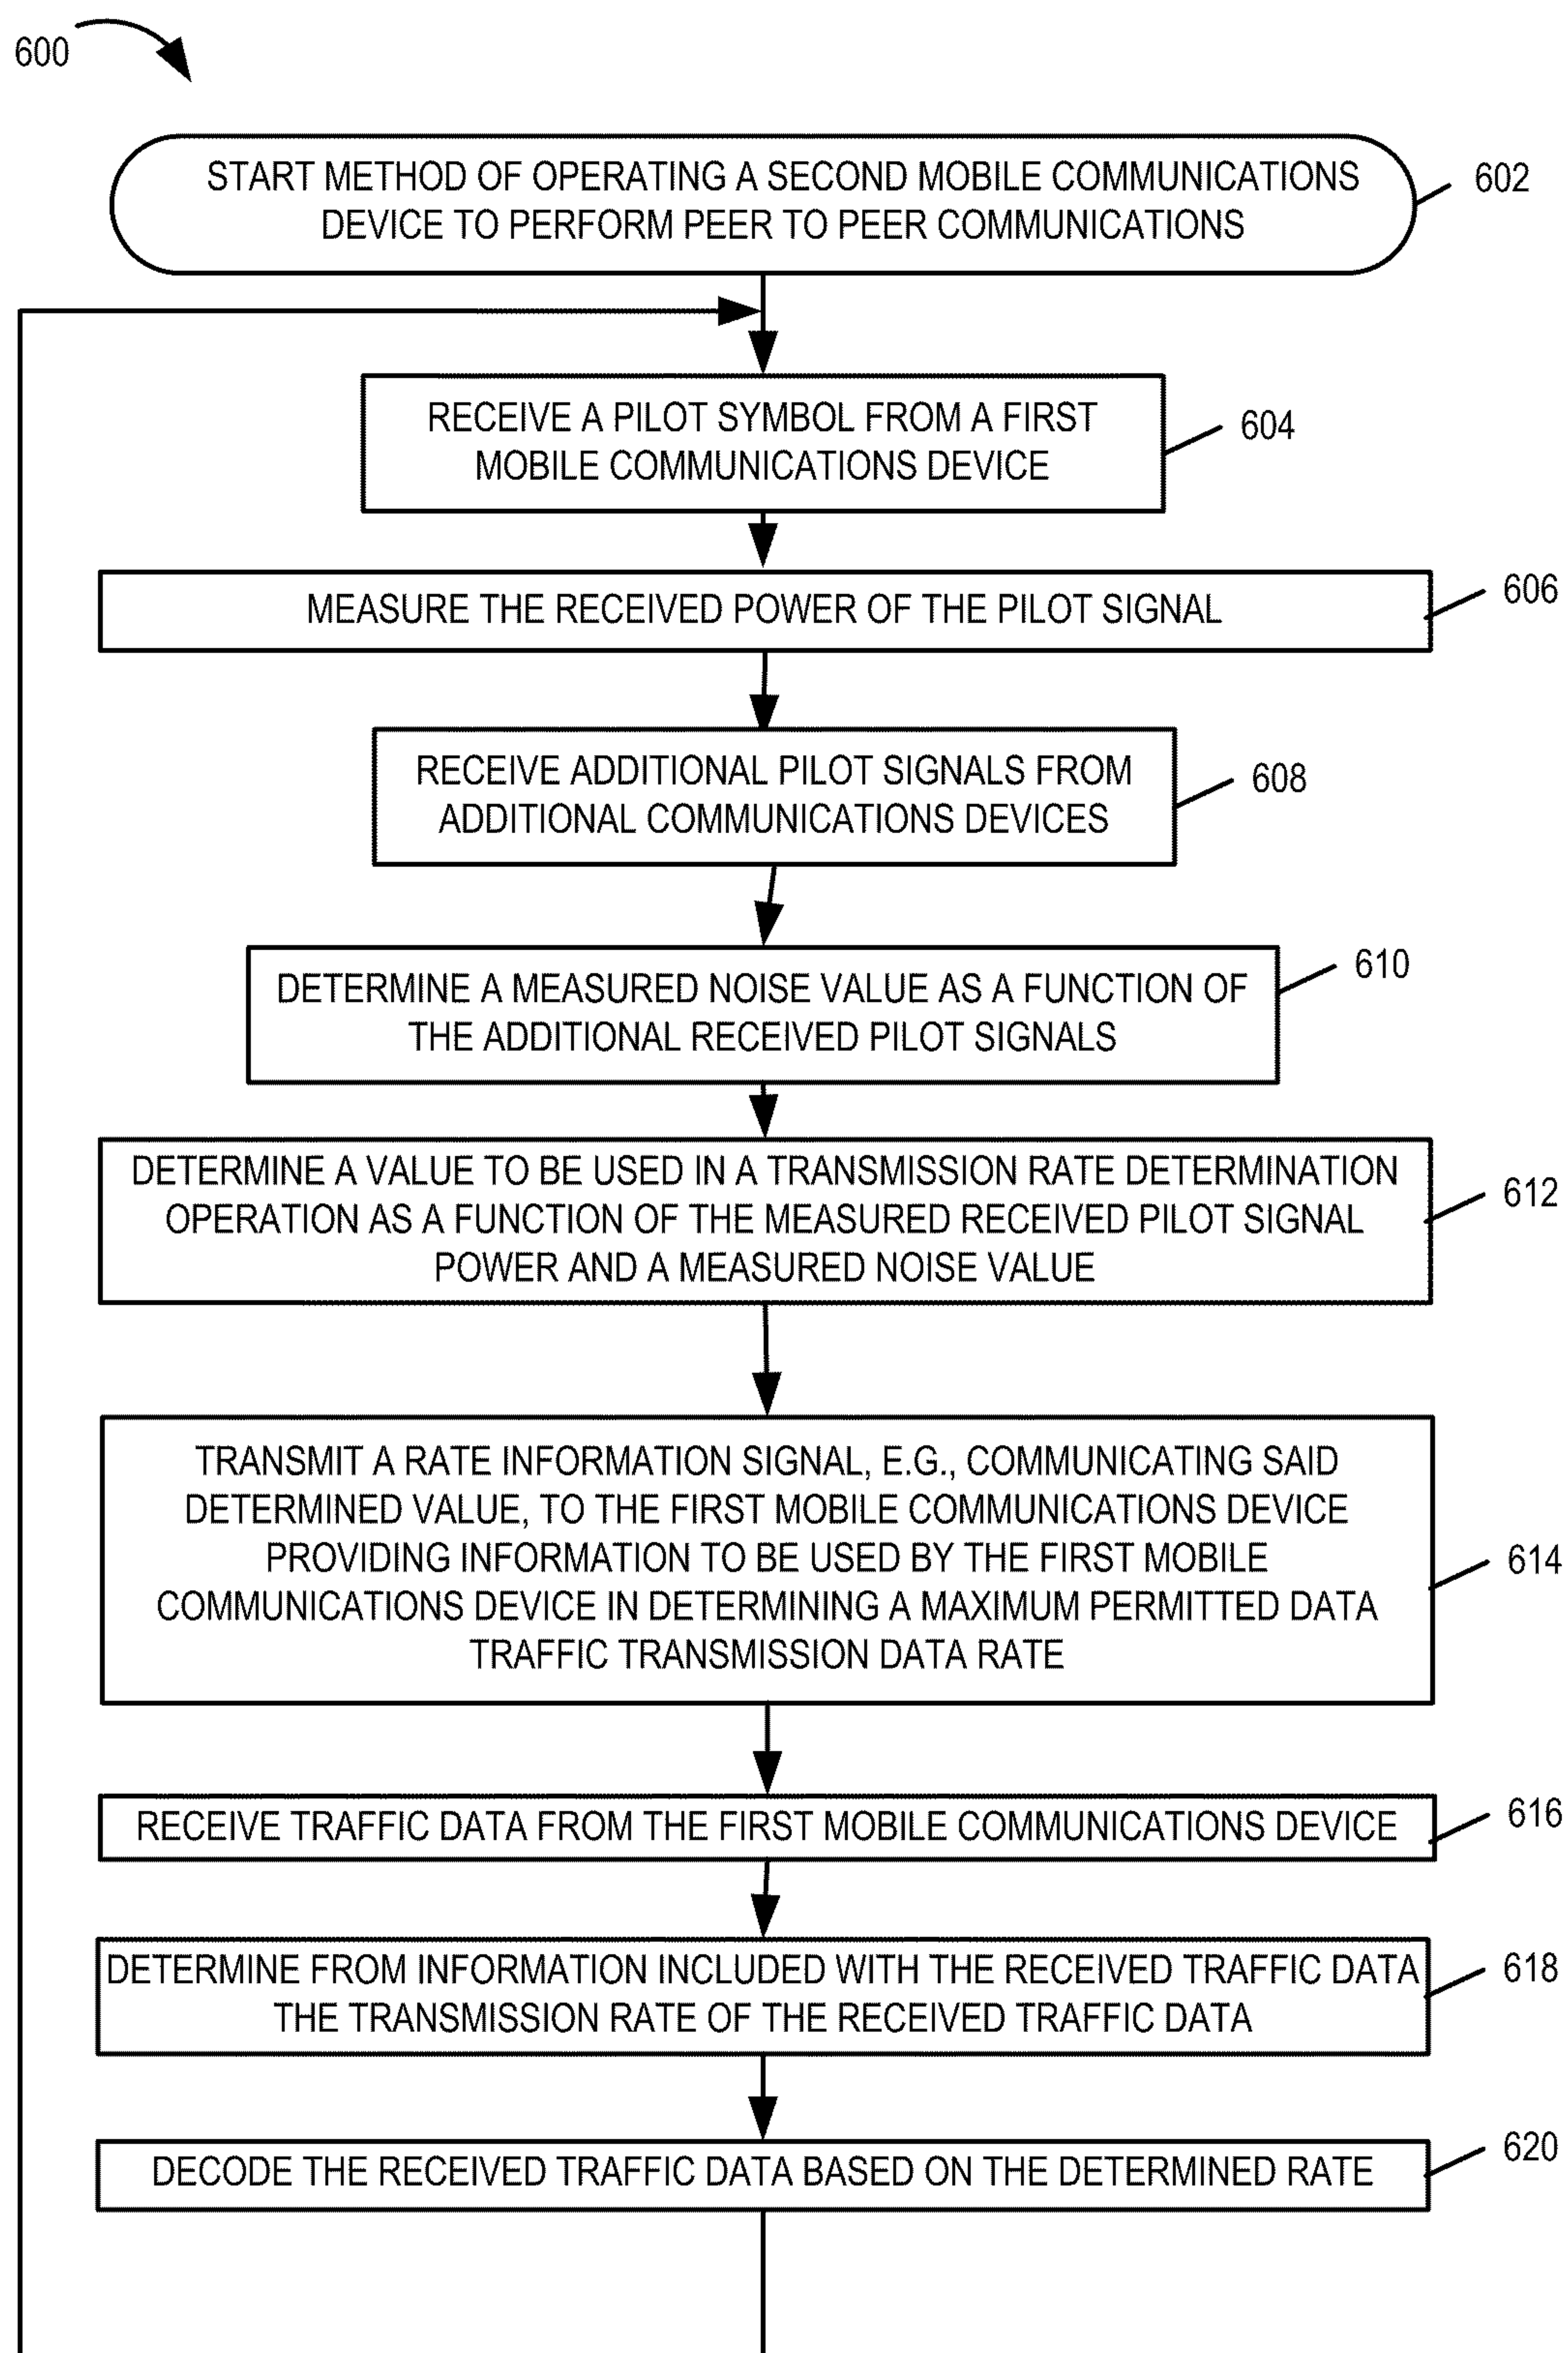 600
START METHOD OF OPERATING A SECOND MOBILE COMMUNICATIONS
DEVICE TO PERFORM PEER TO PEER COMMUNICATIONS
602
RECEIVE A PILOT SYMBOL FROM A FIRST
MOBILE COMMUNICATIONS DEVICE
604
MEASURE THE RECEIVED POWER OF THE PILOT SIGNAL
606
RECEIVE ADDITIONAL PILOT SIGNALS FROM
ADDITIONAL COMMUNICATIONS DEVICES
608
DETERMINE A MEASURED NOISE VALUE AS A FUNCTION OF
THE ADDITIONAL RECEIVED PILOT SIGNALS
610
DETERMINE A VALUE TO BE USED IN A TRANSMISSION RATE DETERMINATION
OPERATION AS A FUNCTION OF THE MEASURED RECEIVED PILOT SIGNAL
POWER AND A MEASURED NOISE VALUE
612
TRANSMIT A RATE INFORMATION SIGNAL, E.G., COMMUNICATING SAID
DETERMINED VALUE, TO THE FIRST MOBILE COMMUNICATIONS DEVICE
PROVIDING INFORMATION TO BE USED BY THE FIRST MOBILE
COMMUNICATIONS DEVICE IN DETERMINING A MAXIMUM PERMITTED DATA
TRAFFIC TRANSMISSION DATA RATE
614
RECEIVE TRAFFIC DATA FROM THE FIRST MOBILE COMMUNICATIONS DEVICE
616
DETERMINE FROM INFORMATION INCLUDED WITH THE RECEIVED TRAFFIC DATA
THE TRANSMISSION RATE OF THE RECEIVED TRAFFIC DATA
618
DECODE THE RECEIVED TRAFFIC DATA BASED ON THE DETERMINED RATE
620